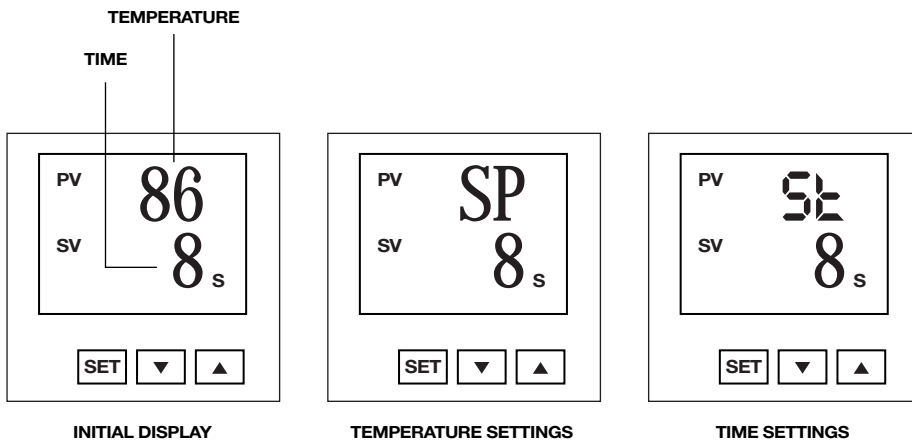 TEMPERATURE
TIME
PV 86
SV 8 S
SET ▼ ▲
INITIAL DISPLAY
PV SP
SV 8 S
SET ▼ ▲
TEMPERATURE SETTINGS
PV St
SV 8 S
SET ▼ ▲
TIME SETTINGS